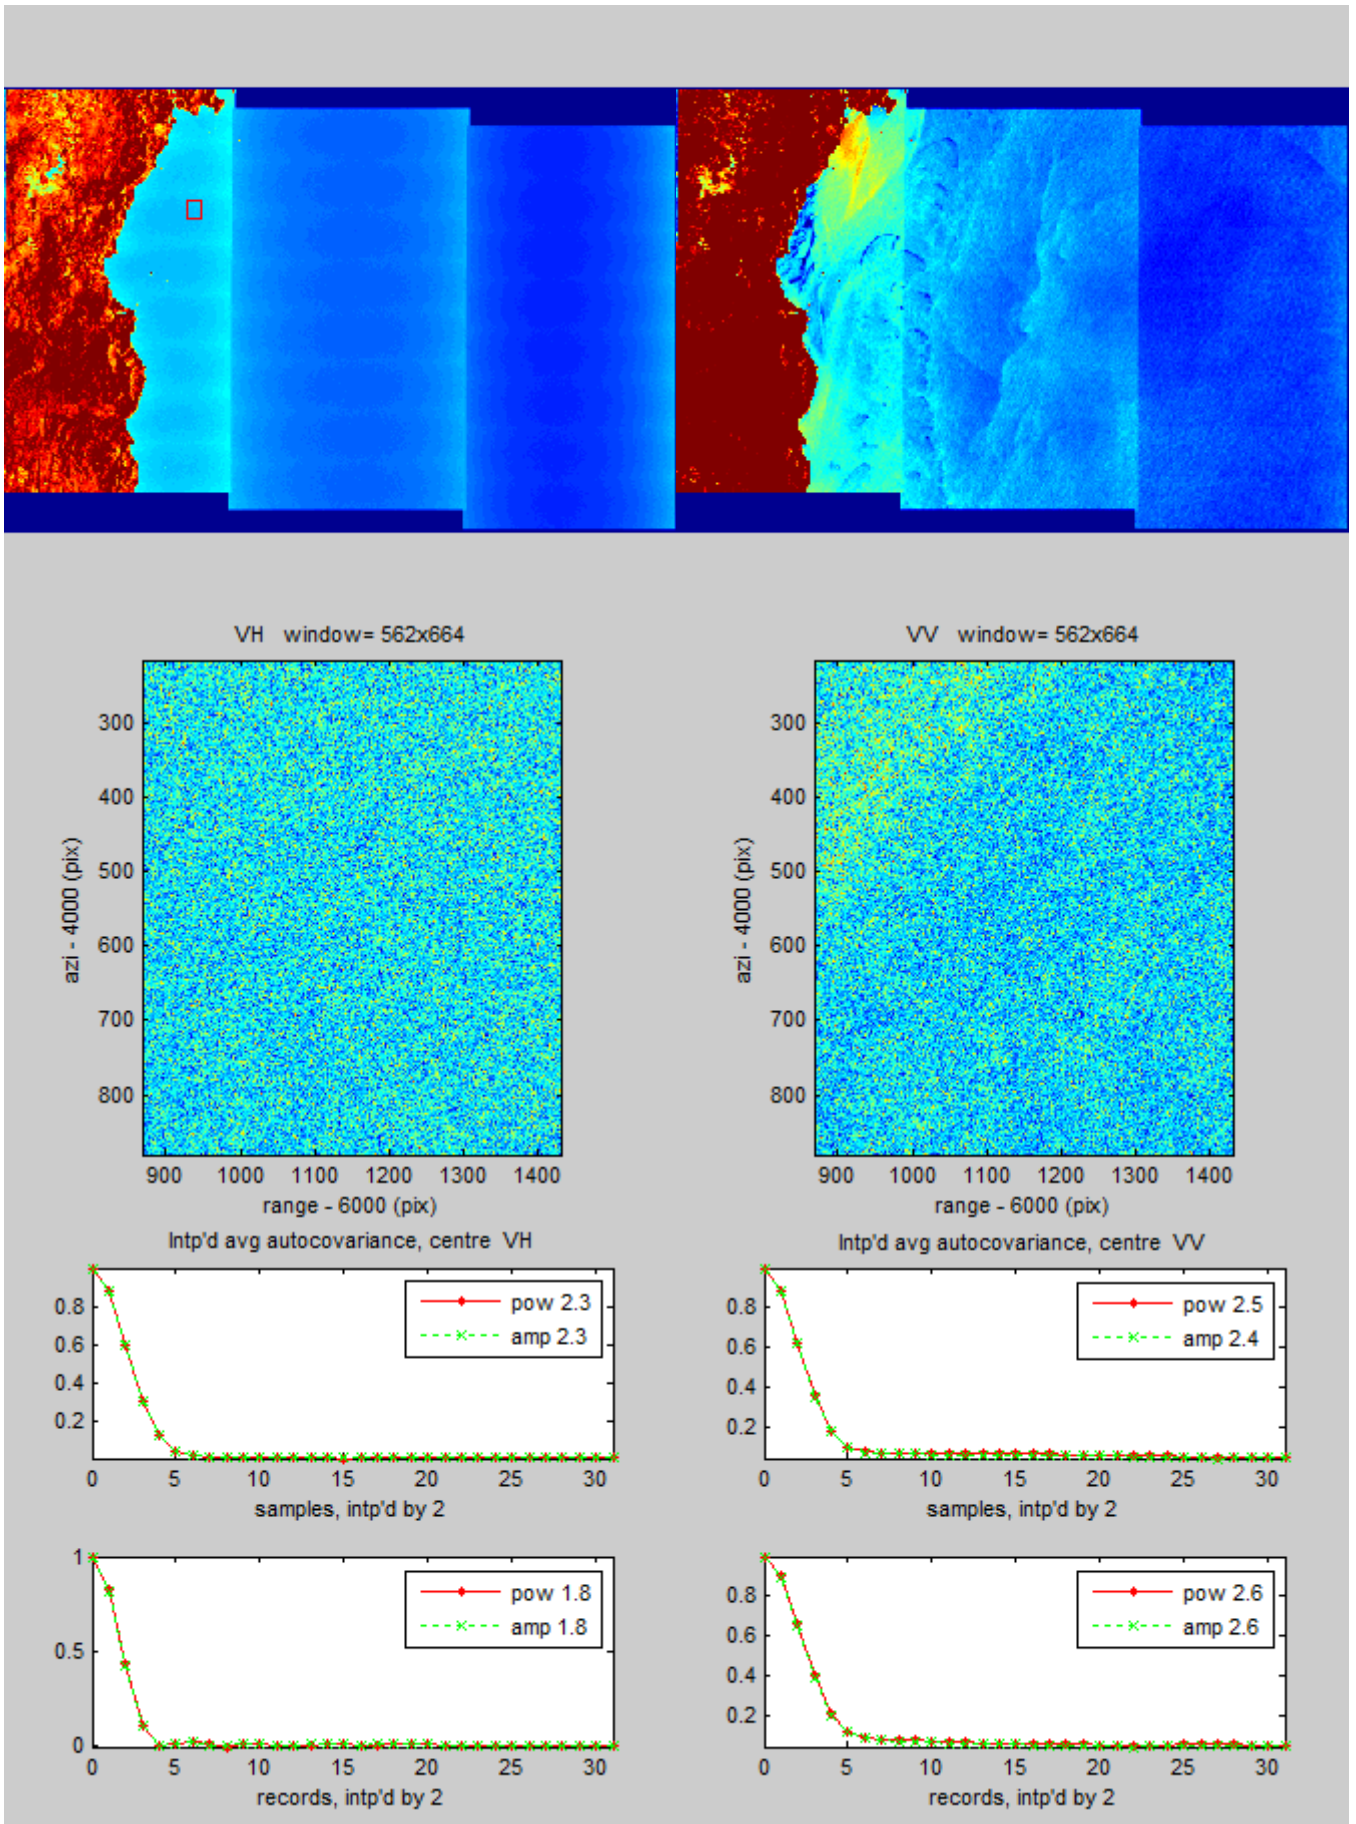 VH window= 562x664
300
400
500
600
700
800
azi - 4000 (pix)
900 1000 1100 1200 1300 1400
range - 6000 (pix)
VV window= 562x664
300
400
500
600
700
800
azi - 4000 (pix)
900 1000 1100 1200 1300 1400
range - 6000 (pix)
Intp'd avg autocovariance, centre VH
0.8
0.6
0.4
0.2
pow 2.3
amp 2.3
0 5 10 15 20 25 30
samples, intp'd by 2
Intp'd avg autocovariance, centre VV
0.8
0.6
0.4
0.2
pow 2.5
amp 2.4
0 5 10 15 20 25 30
samples, intp'd by 2
1
0.5
0
pow 1.8
amp 1.8
0 5 10 15 20 25 30
records, intp'd by 2
0.8
0.6
0.4
0.2
pow 2.6
amp 2.6
0 5 10 15 20 25 30
records, intp'd by 2